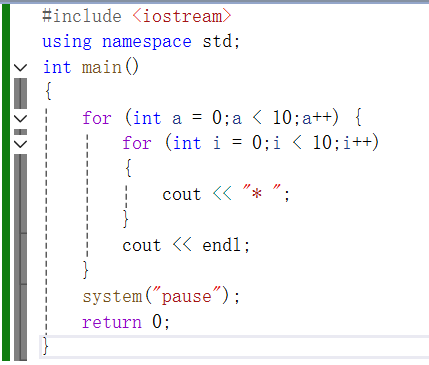 #include <iostream>
using namespace std;
int main()
{
for (int a = 0;a < 10;a++) {
for (int i = 0;i < 10;i++)
{
cout << "* ";
}
cout << endl;
}
system("pause");
return 0;
}